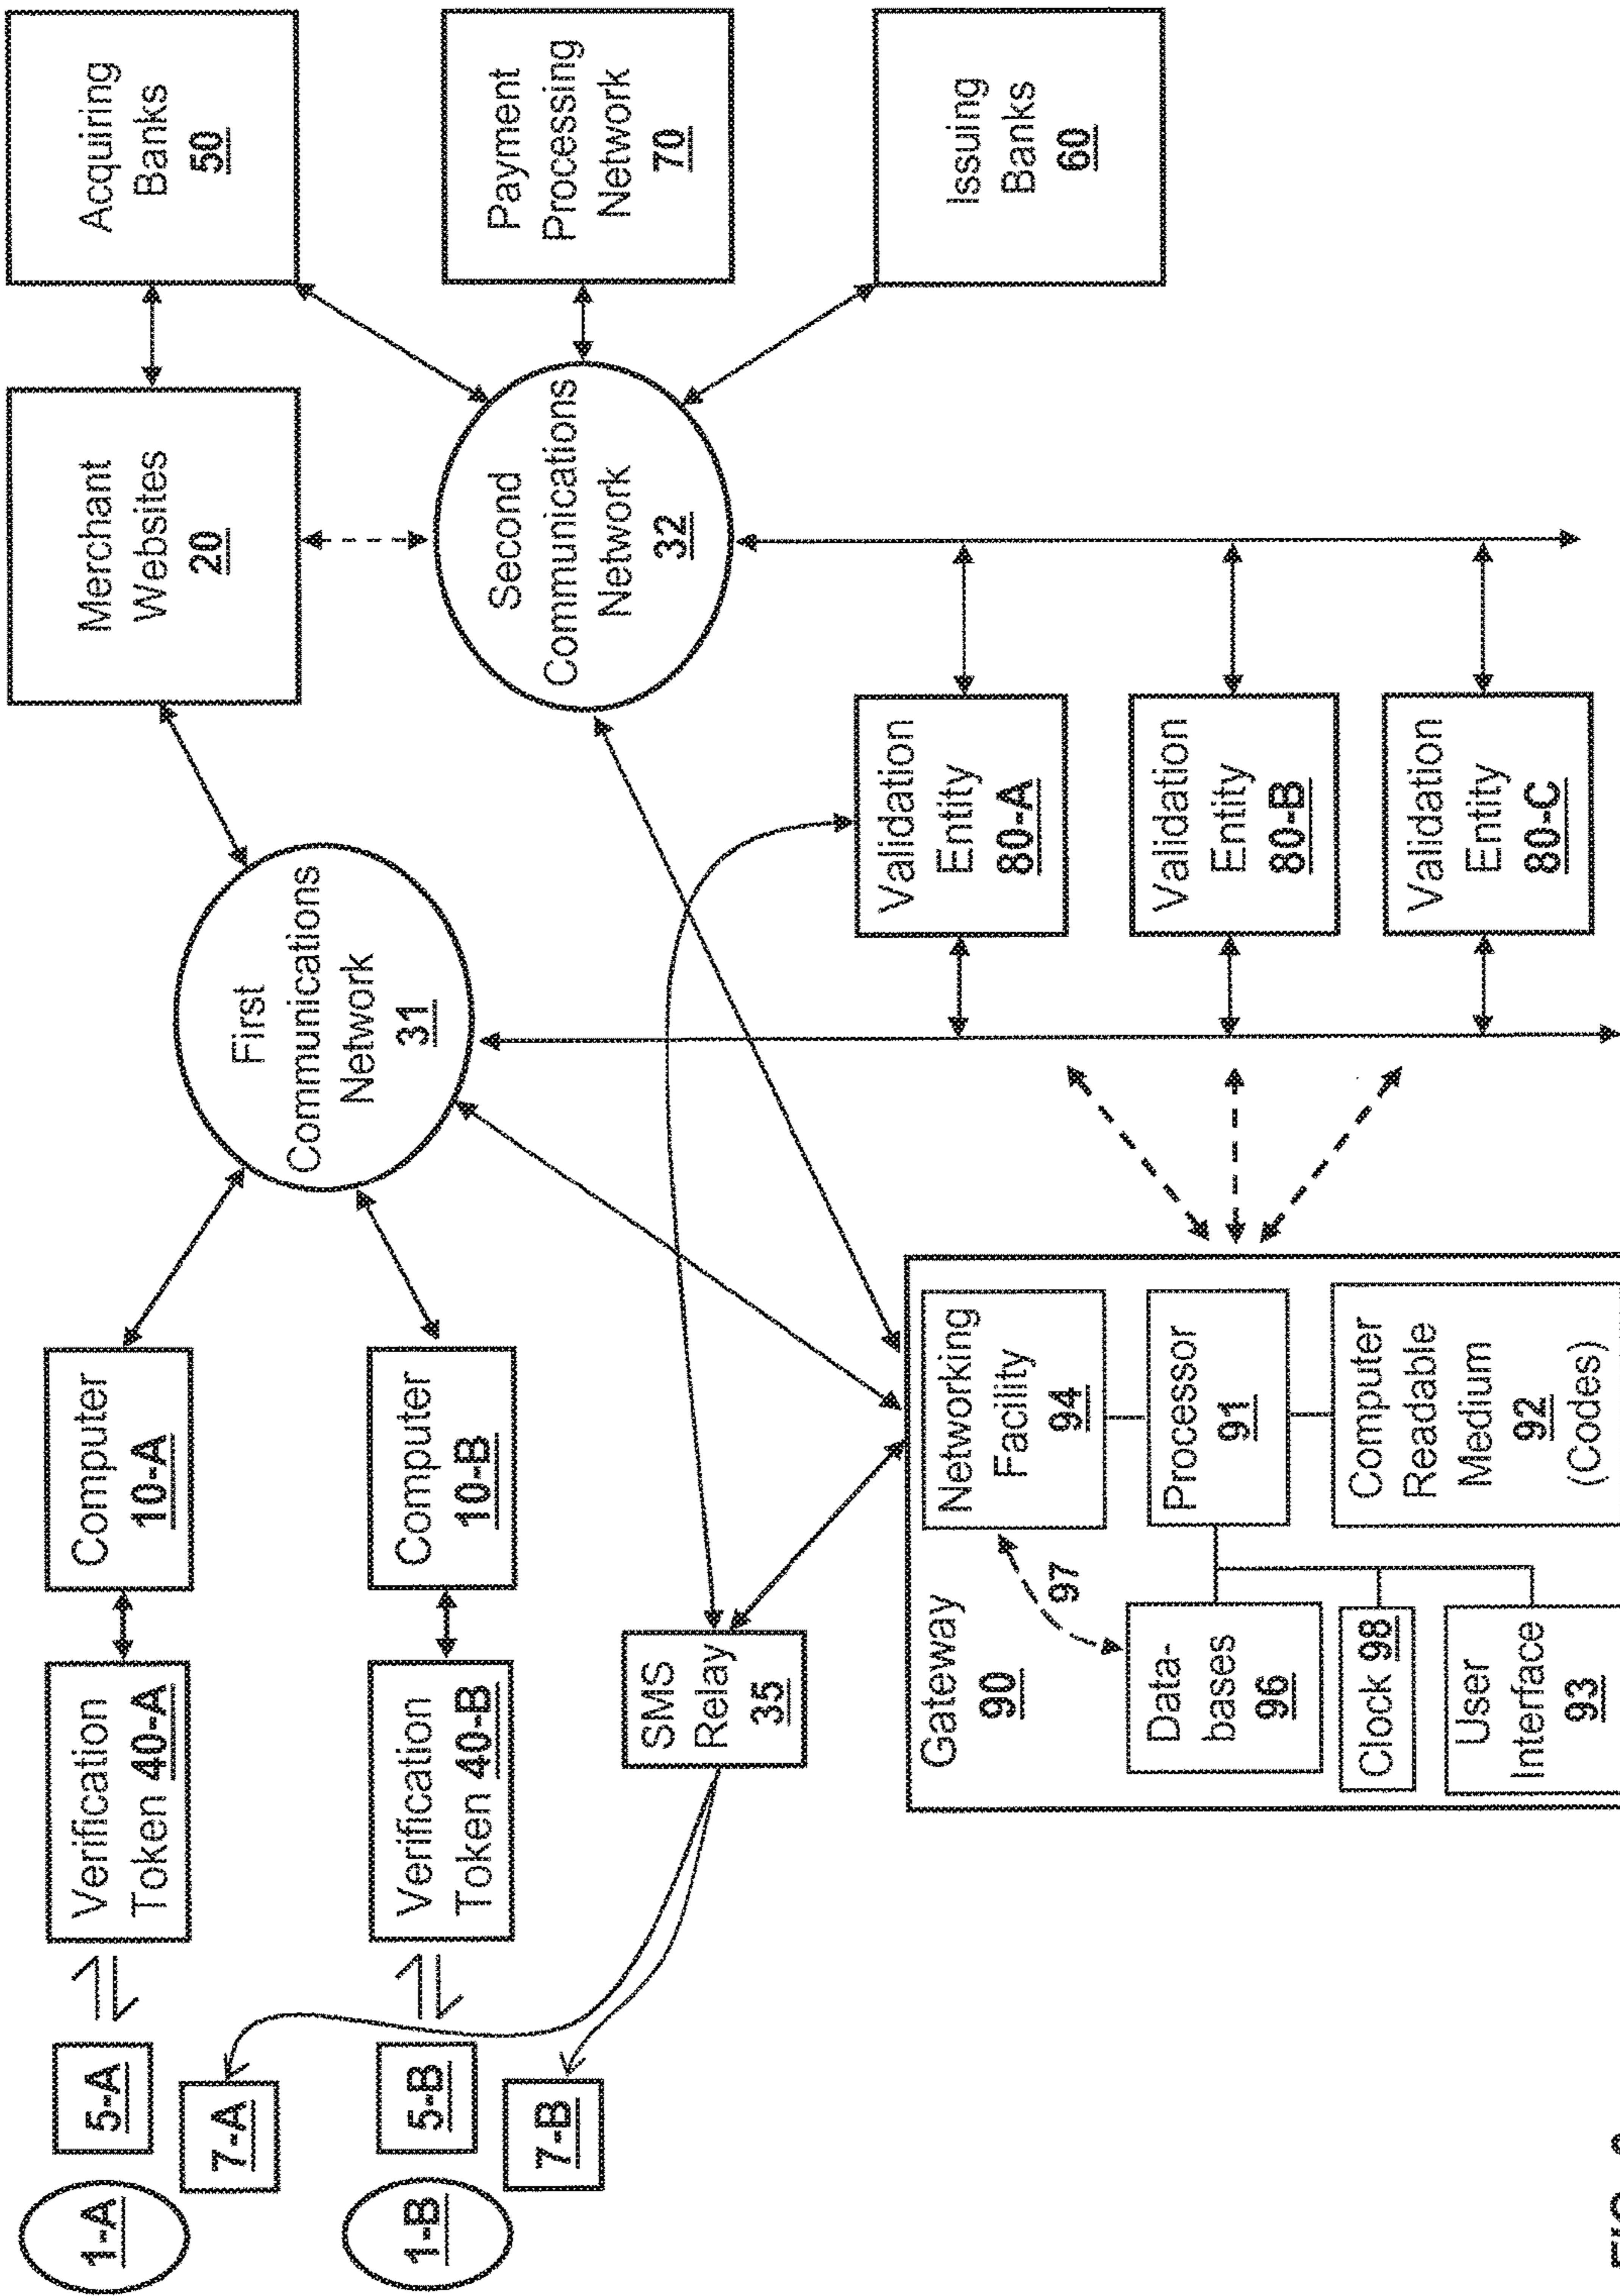 1-A
5-A
7-A
Verification
Token 40-A
Computer
10-A
1-B
5-B
7-B
Verification
Token 40-B
Computer
10-B
First
Communications
Network
31
Merchant
Websites
20
Acquiring
Banks
50
Second
Communications
Network
32
Payment
Processing
Network
70
Issuing
Banks
60
SMS
Relay
35
Gateway
90
Networking
Facility
94
97
Data-
bases
96
Processor
91
Clock 98
User
Interface
93
Computer
Readable
Medium
92
(Codes)
Validation
Entity
80-A
Validation
Entity
80-B
Validation
Entity
80-C